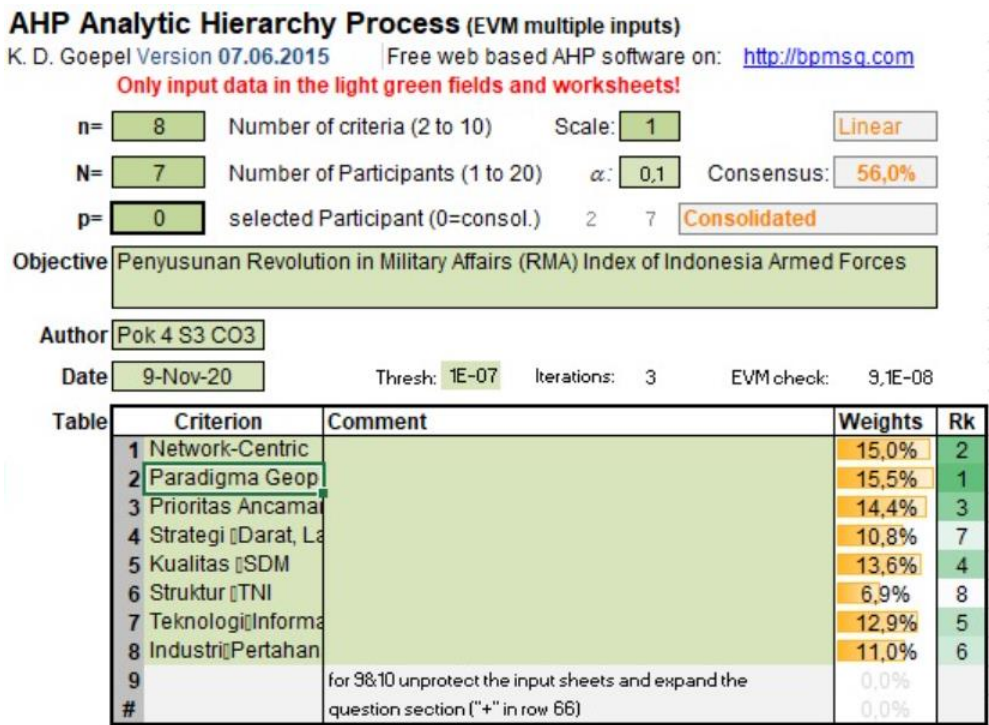 AHP Analytic Hierarchy Process (EVM multiple inputs)
K. D. Goepel Version 07.06.2015 Free web based AHP software on: http://bpmsg.com
Only input data in the light green fields and worksheets!
n= 8 Number of criteria (2 to 10) Scale: 1 Linear
N= 7 Number of Participants (1 to 20) α: 0,1 Consensus: 56,0%
p= 0 selected Participant (0=consol.) 2 7 Consolidated
Objective Penyusunan Revolution in Military Affairs (RMA) Index of Indonesia Armed Forces
Author Pok 4 S3 CO3
Date 9-Nov-20 Thresh: 1E-07 Iterations: 3 EVM check: 9,1E-08
Table Criterion Comment Weights Rk
1 Network-Centric 15,0% 2
2 Paradigma Geop 15,5% 1
3 Prioritas Ancamar 14,4% 3
4 Strategi Darat, La 10,8% 7
5 Kualitas SDM 13,6% 4
6 Struktur TNI 6,9% 8
7 Teknologi Informa 12,9% 5
8 Industri Pertahan 11,0% 6
9 for 9&10 unprotect the input sheets and expand the 0,0%
# question section ("+" in row 66) 0,0%